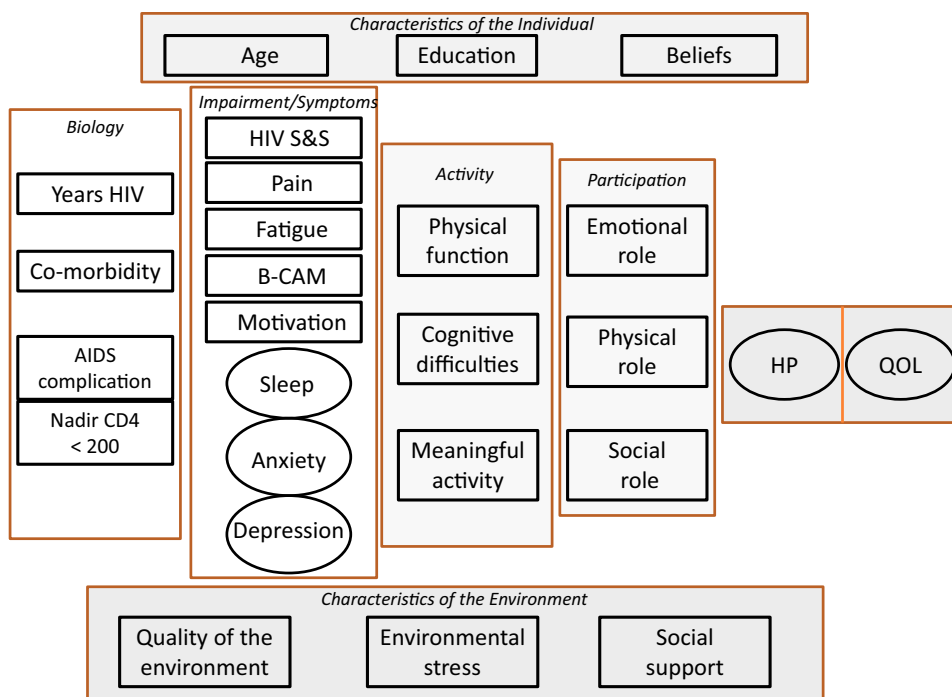 Characteristics of the Individual
Age
Education
Beliefs
Biology
Years HIV
Co-morbidity
AIDS
complication
Nadir CD4
< 200
Impairment/Symptoms
HIV S&S
Pain
Fatigue
B-CAM
Motivation
Sleep
Anxiety
Depression
Activity
Physical
function
Cognitive
difficulties
Meaningful
activity
Participation
Emotional
role
Physical
role
Social
role
HP
QOL
Characteristics of the Environment
Quality of the
environment
Environmental
stress
Social
support